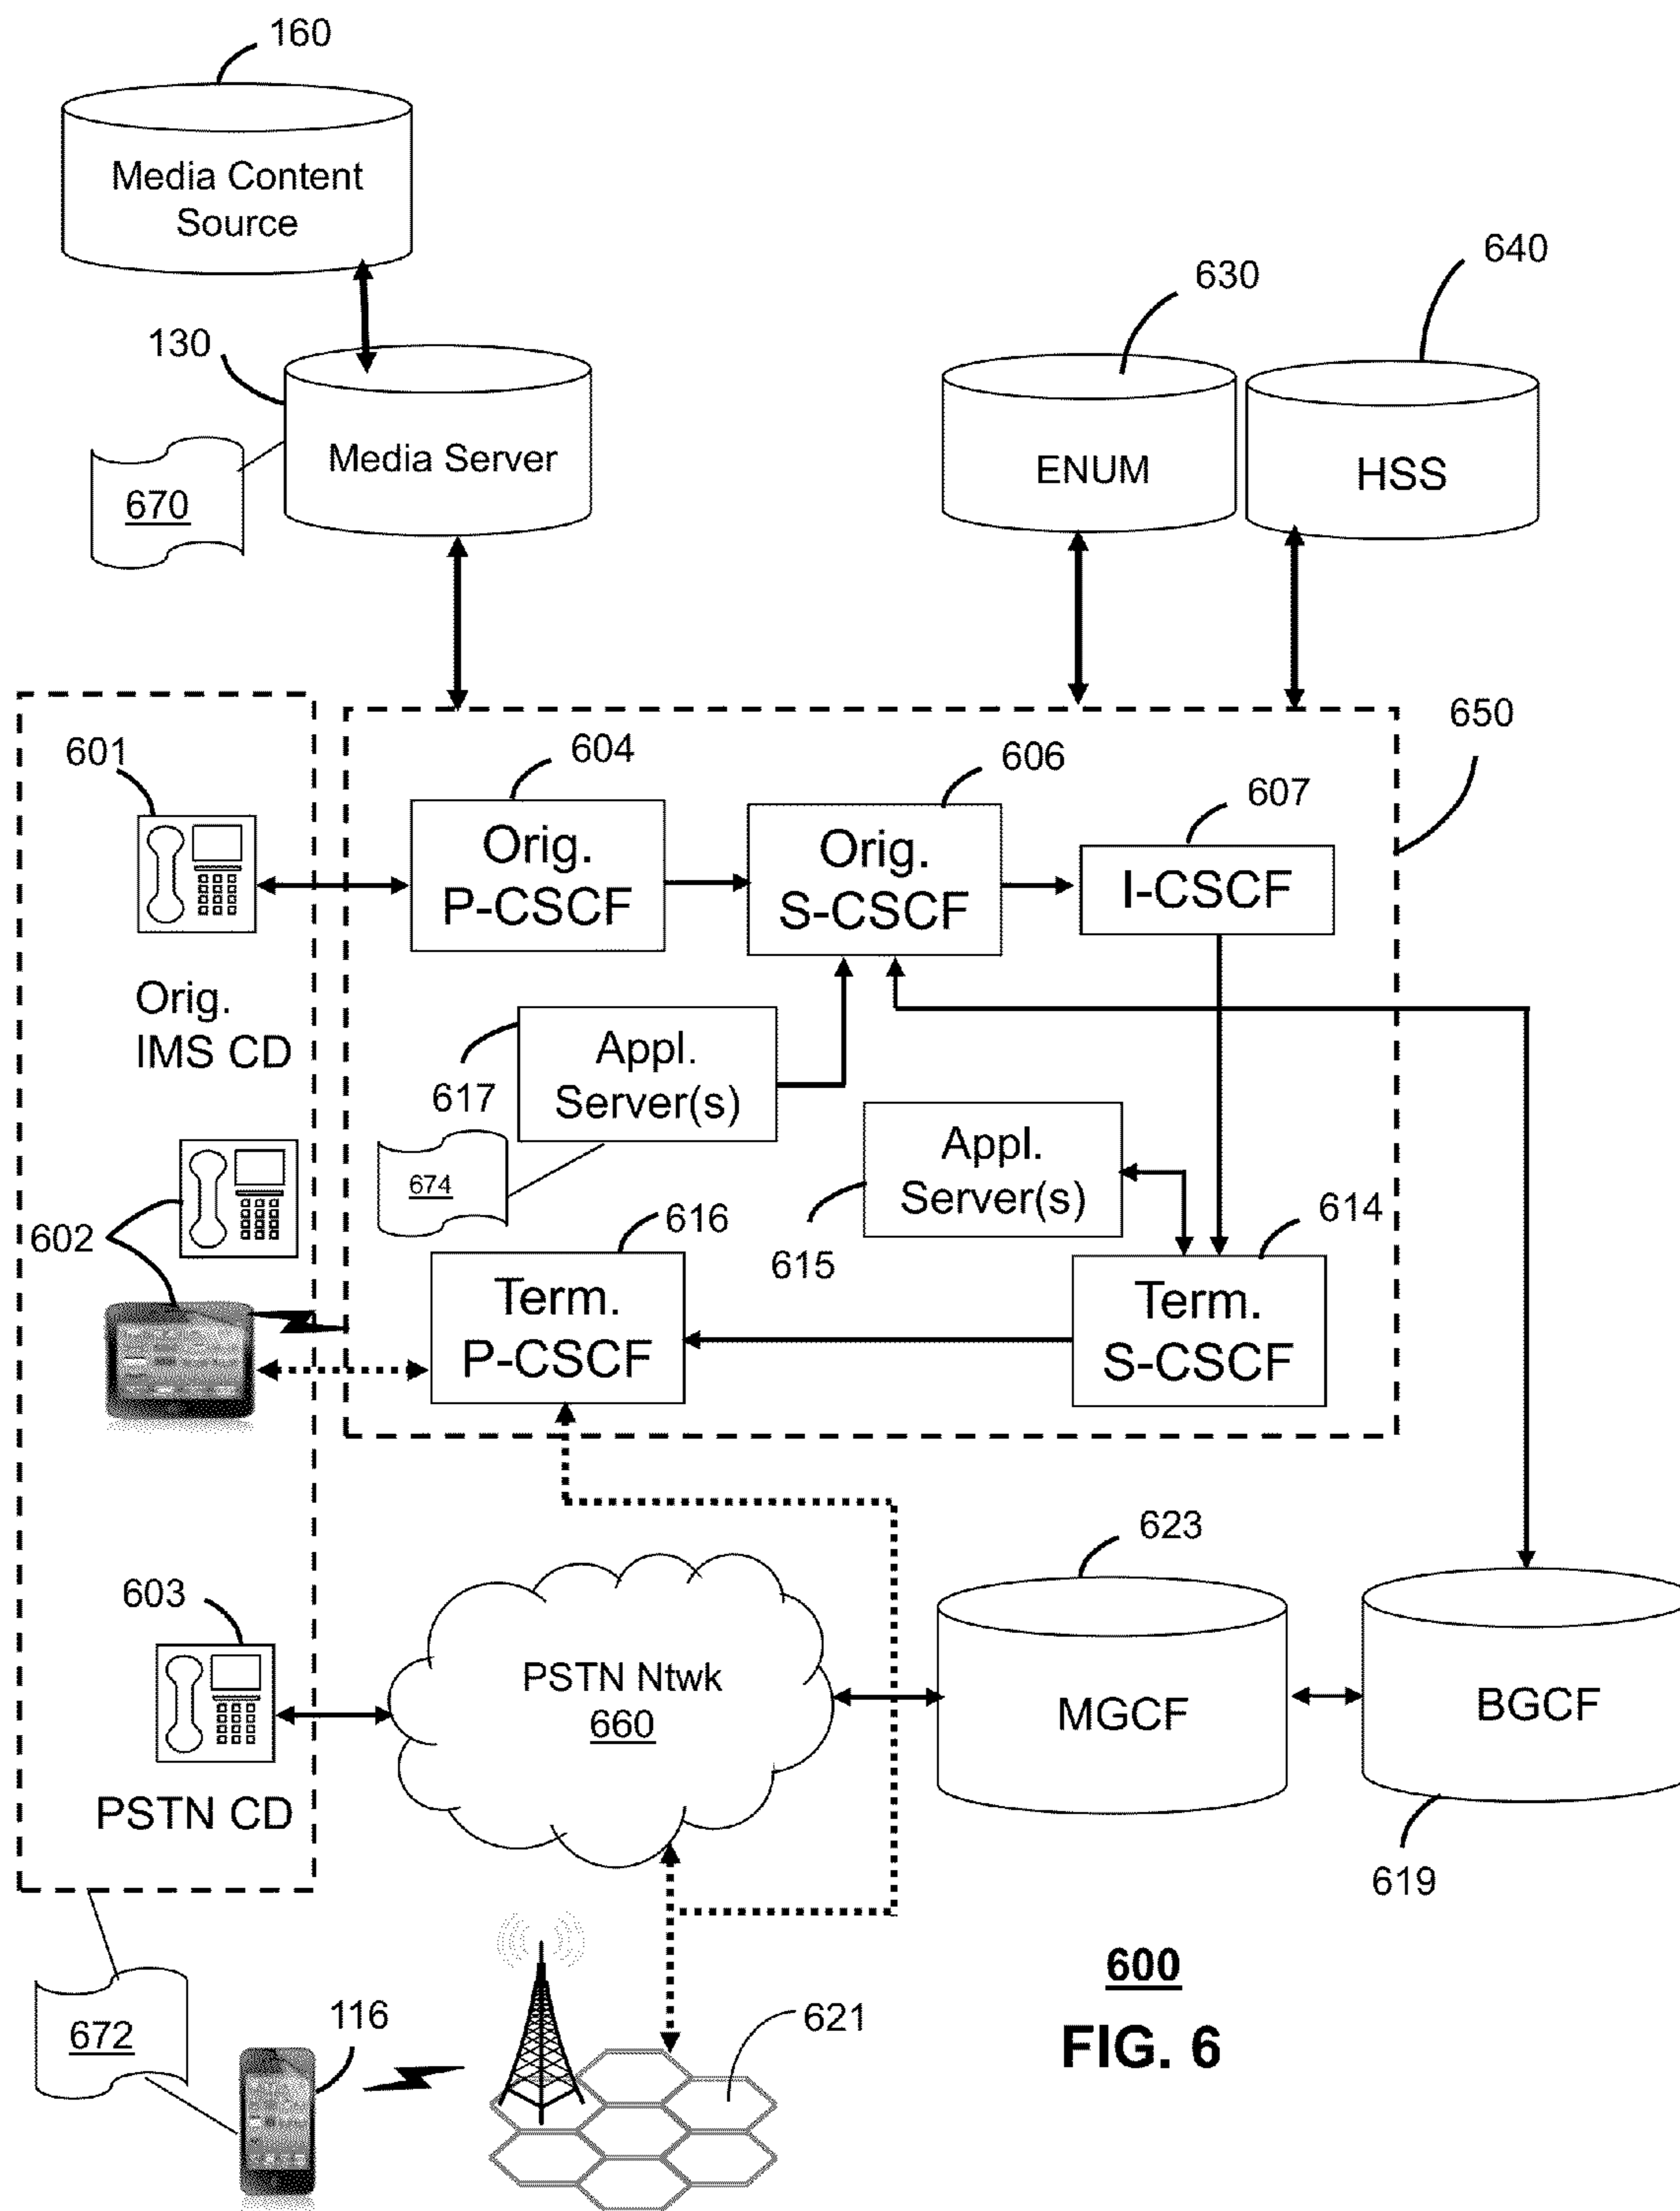 160
Media Content
Source
130
Media Server
670
630
ENUM
640
HSS
650
601
604
Orig.
P-CSCF
606
Orig.
S-CSCF
607
I-CSCF
Orig.
IMS CD
617
Appl.
Server(s)
674
Appl.
Server(s)
615
602
616
Term.
P-CSCF
614
Term.
S-CSCF
603
PSTN CD
PSTN Ntwk
660
623
MGCF
BGCF
619
672
116
621
600
FIG. 6